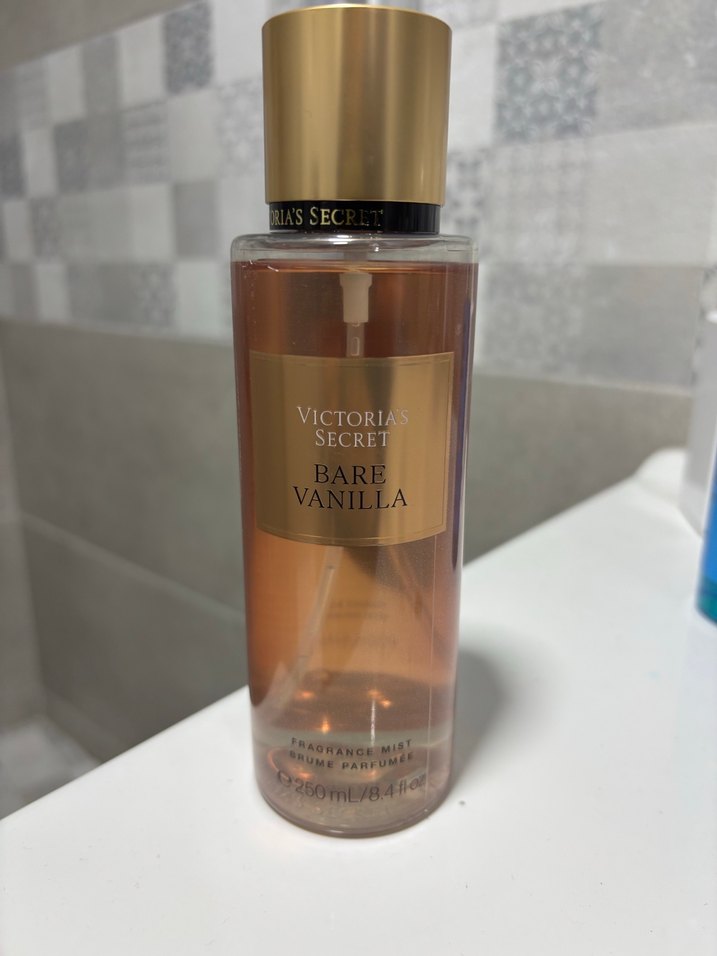 ORIA'S SECRET
VICTORIA'S
SECRET
BARE
VANILLA
FRAGRANCE MIST
BRUME PARFUMÉE
℮ 250 mL/8.4 fl oz